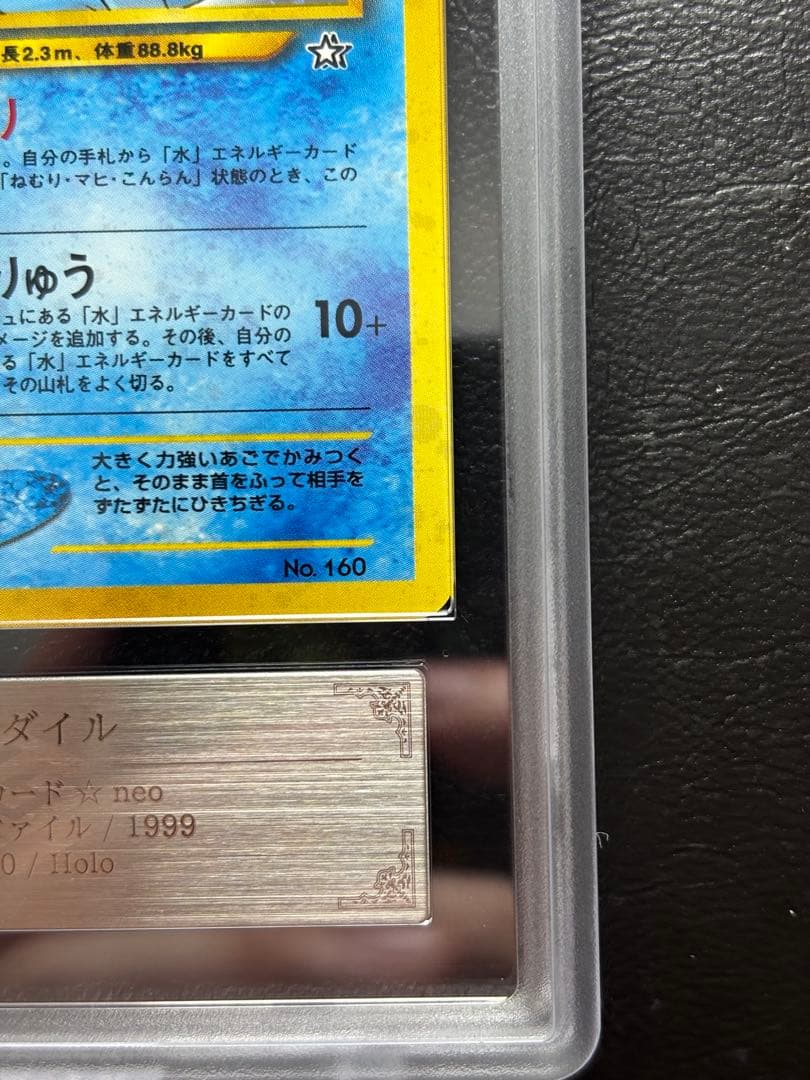 長2.3m、体重88.8kg
。自分の手札から「水」エネルギーカード
「ねむり・マヒ・こんらん」状態のとき、この
りゅう
ュにある「水」エネルギーカードの
メージを追加する。その後、自分の
る「水」エネルギーカードをすべて
その山札をよく切る。
10+
大きく力強いあごでかみつく
と、そのまま首をふって相手を
ずたずたにひきちぎる。
No. 160
ダイル
カード ☆ neo
ァイル / 1999
0 / Holo